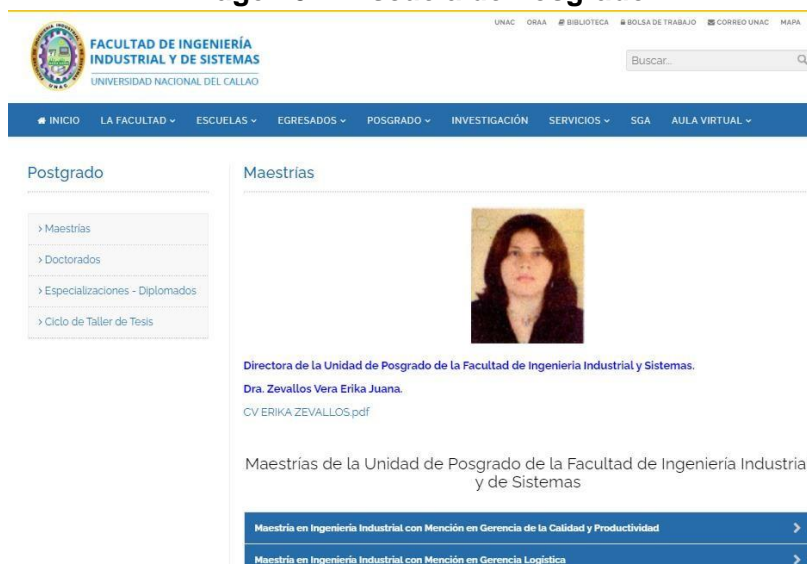 UNAC ORAA BIBLIOTECA BOLSA DE TRABAJO CORREO UNAC MAPA
FACULTAD DE INGENIERÍA
INDUSTRIAL Y DE SISTEMAS
UNIVERSIDAD NACIONAL DEL CALLAO
Buscar...
INICIO LA FACULTAD ESCUELAS EGRESADOS POSGRADO INVESTIGACIÓN SERVICIOS SGA AULA VIRTUAL
Postgrado
Maestrías
> Maestrías
> Doctorados
> Especializaciones - Diplomados
> Ciclo de Taller de Tesis
Directora de la Unidad de Posgrado de la Facultad de Ingenieria Industrial y Sistemas.
Dra. Zevallos Vera Erika Juana.
CV ERIKA ZEVALLOS.pdf
Maestrías de la Unidad de Posgrado de la Facultad de Ingeniería Industria
y de Sistemas
Maestría en Ingeniería Industrial con Mención en Gerencia de la Calidad y Productividad
Maestría en Ingeniería Industrial con Mención en Gerencia Logística